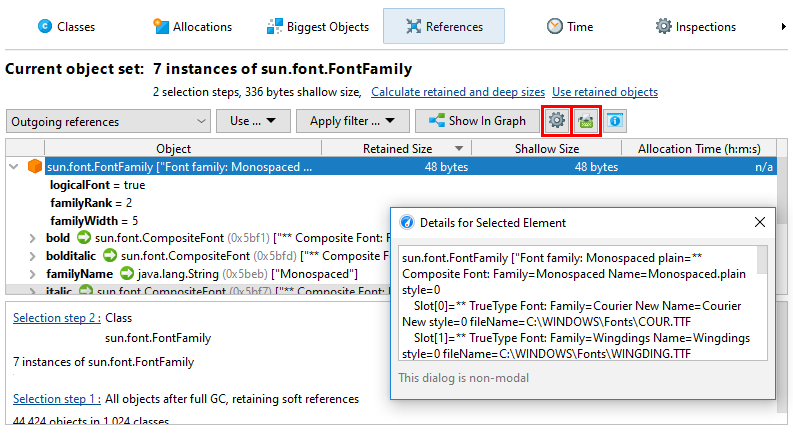 Classes Allocations Biggest Objects References Time Inspections
Current object set: 7 instances of sun.font.FontFamily
2 selection steps, 336 bytes shallow size, Calculate retained and deep sizes Use retained objects
Outgoing references Use ... Apply filter ... Show In Graph
Object Retained Size Shallow Size Allocation Time (h:m:s)
sun.font.FontFamily ["Font family: Monospaced ... 48 bytes 48 bytes n/a
logicalFont = true
familyRank = 2
familyWidth = 5
bold sun.font.CompositeFont (0x5bf1) ["** Composite Font: F
bolditalic sun.font.CompositeFont (0x5bfd) ["** Composite
familyName java.lang.String (0x5beb) ["Monospaced"]
italic sun.font.CompositeFont (0x5bf7) ["** Composite Font:
Details for Selected Element
sun.font.FontFamily ["Font family: Monospaced plain=**
Composite Font: Family=Monospaced Name=Monospaced.plain
style=0
Slot[0]=** TrueType Font: Family=Courier New Name=Courier
New style=0 fileName=C:\WINDOWS\Fonts\COUR.TTF
Slot[1]=** TrueType Font: Family=Wingdings Name=Wingdings
style=0 fileName=C:\WINDOWS\Fonts\WINGDING.TTF
This dialog is non-modal
Selection step 2 : Class
sun.font.FontFamily
7 instances of sun.font.FontFamily
Selection step 1 : All objects after full GC, retaining soft references
44,424 objects in 1,024 classes